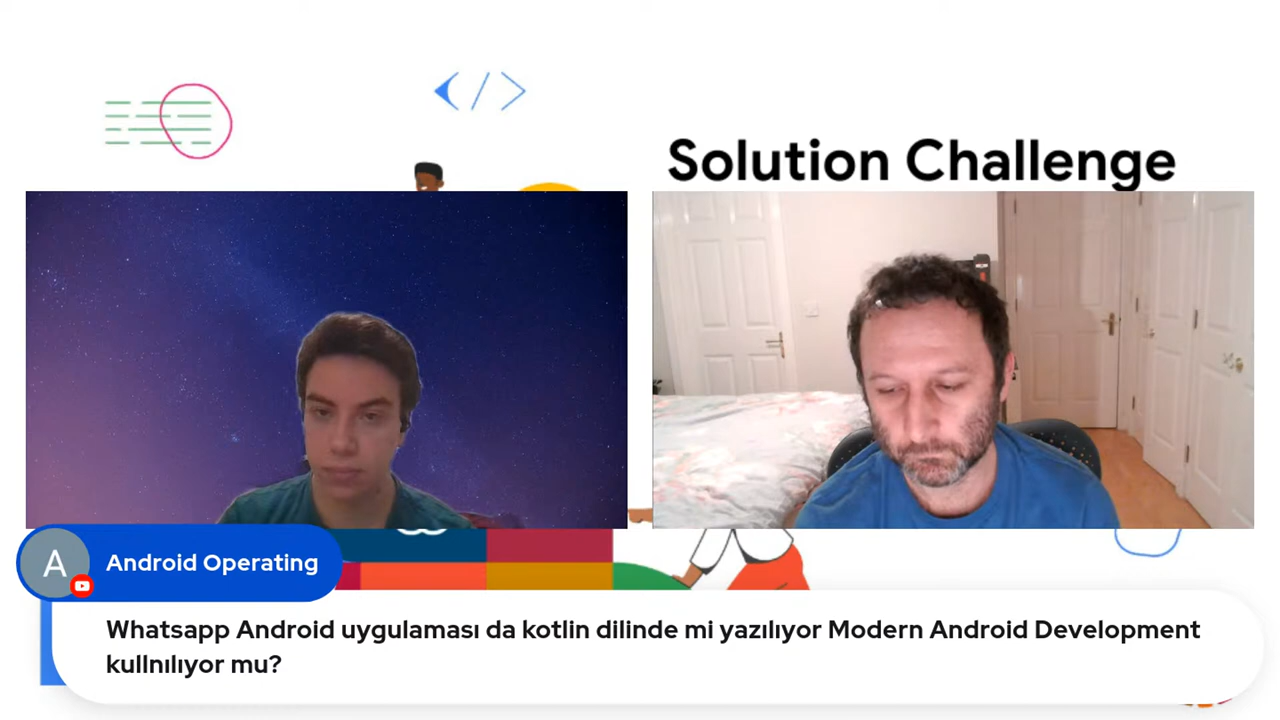 Solution Challenge
A
Android Operating
Whatsapp Android uygulaması da kotlin dilinde mi yazılıyor Modern Android Development
kullnılıyor mu?